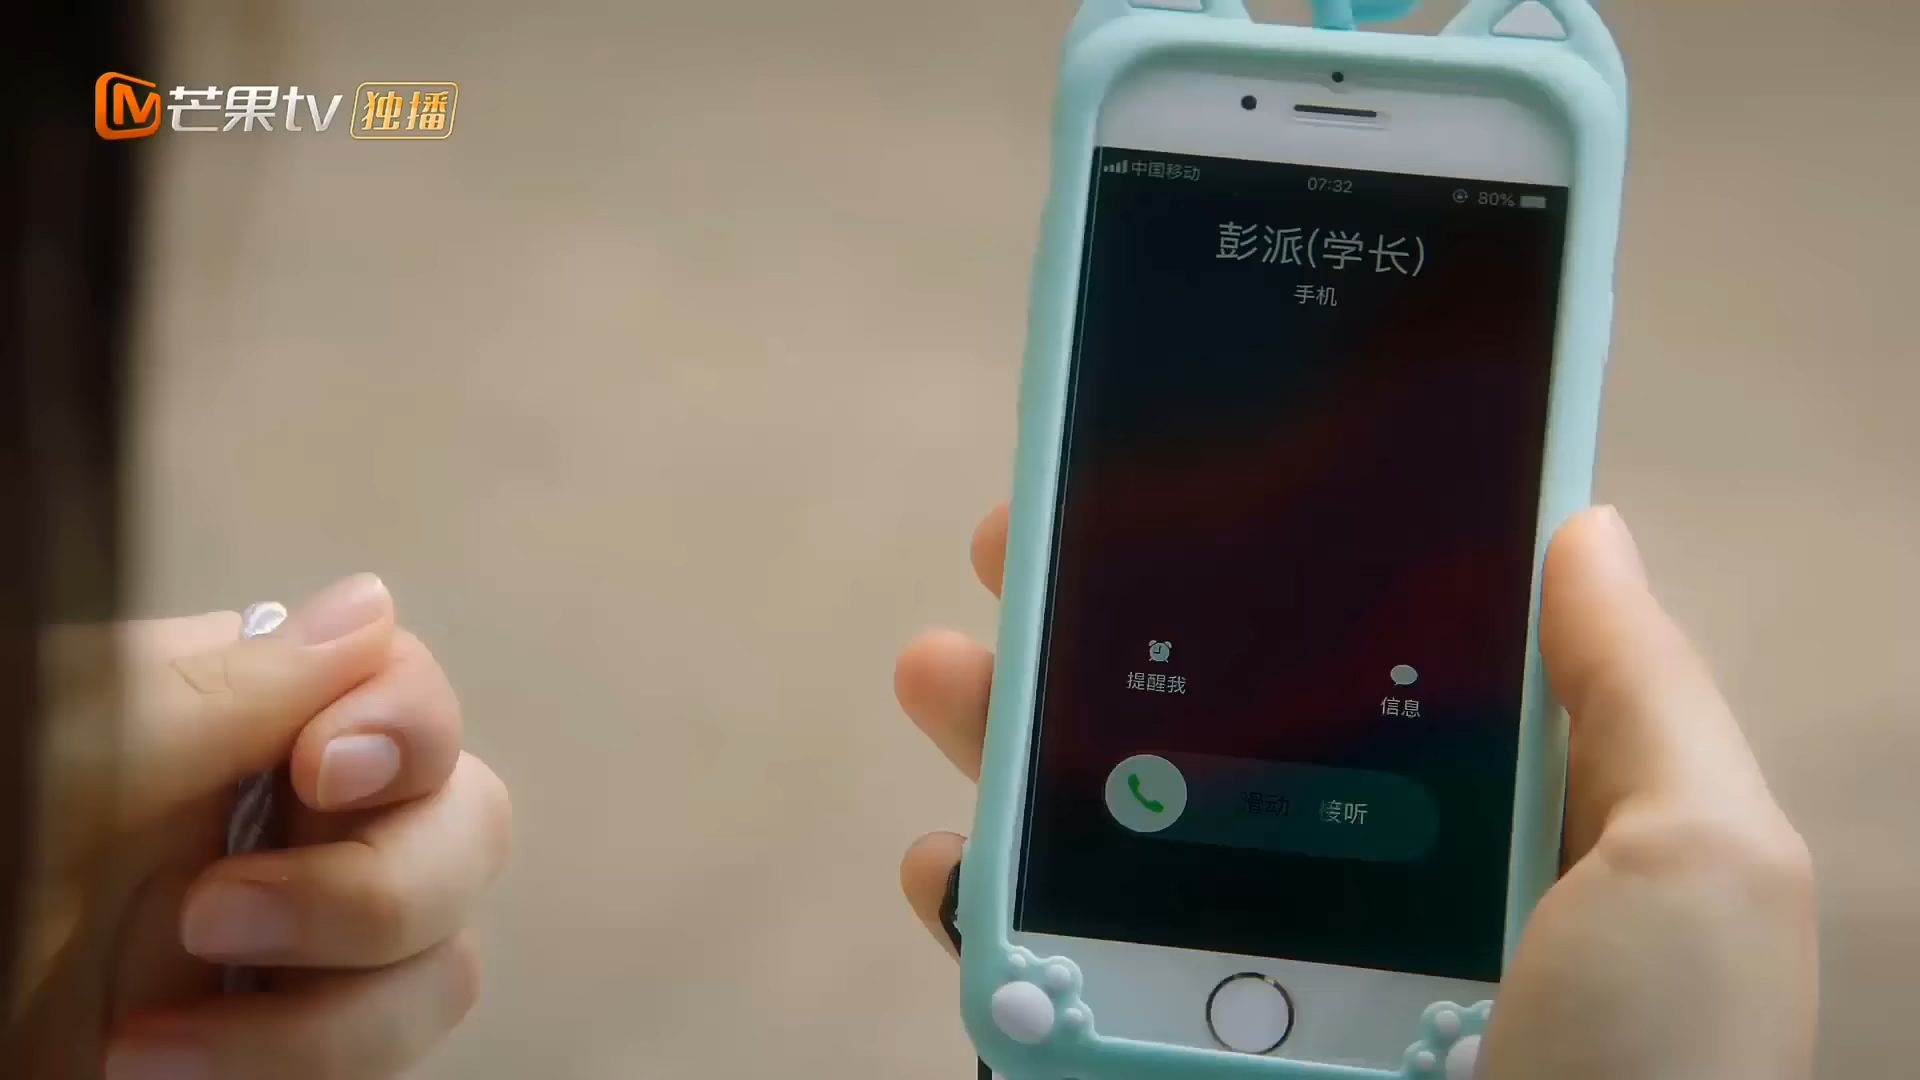 芒果tv 独播
中国移动 07:32 80%
彭派(学长)
手机
提醒我 信息
滑动 接听